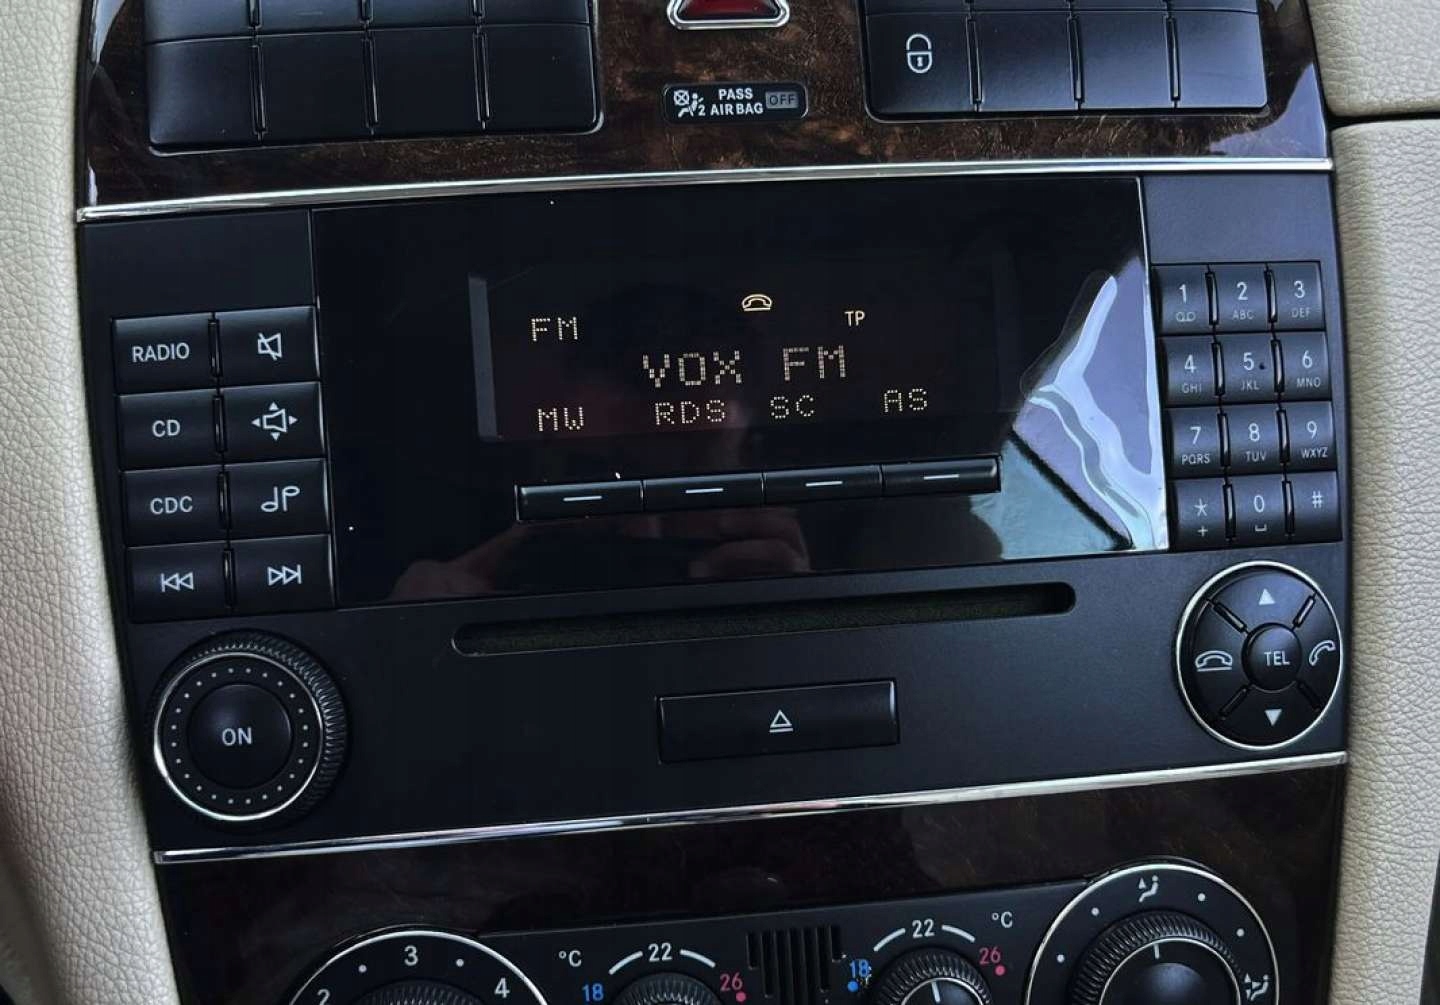 PASS
2 AIRBAG OFF
FM
TP
VOX FM
MW RDS SC AS
RADIO
CD
CDC
ON
1 2 ABC 3 DEF
4 GHI 5 JKL 6 MNO
7 PQRS 8 TUV 9 WXYZ
* 0 #
+
TEL
2 3 4
°C 18 22 26
18 22 26 °C